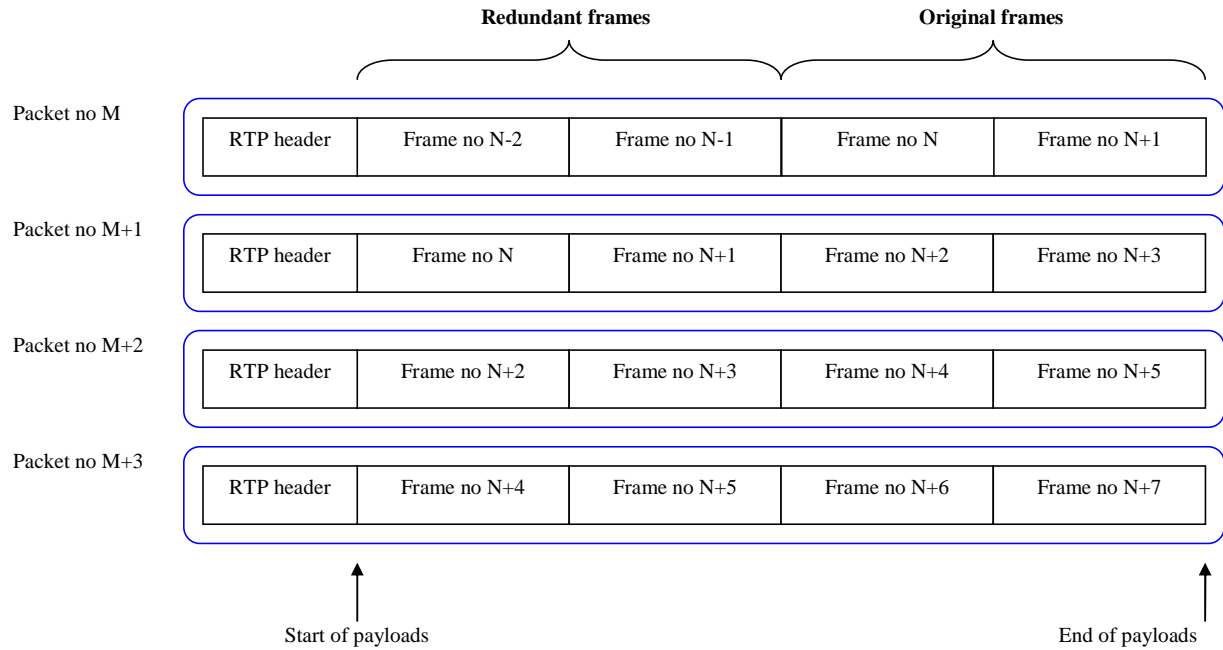 Redundant frames Original frames
Packet no M
RTP header Frame no N-2 Frame no N-1 Frame no N Frame no N+1
Packet no M+1
RTP header Frame no N Frame no N+1 Frame no N+2 Frame no N+3
Packet no M+2
RTP header Frame no N+2 Frame no N+3 Frame no N+4 Frame no N+5
Packet no M+3
RTP header Frame no N+4 Frame no N+5 Frame no N+6 Frame no N+7
Start of payloads End of payloads